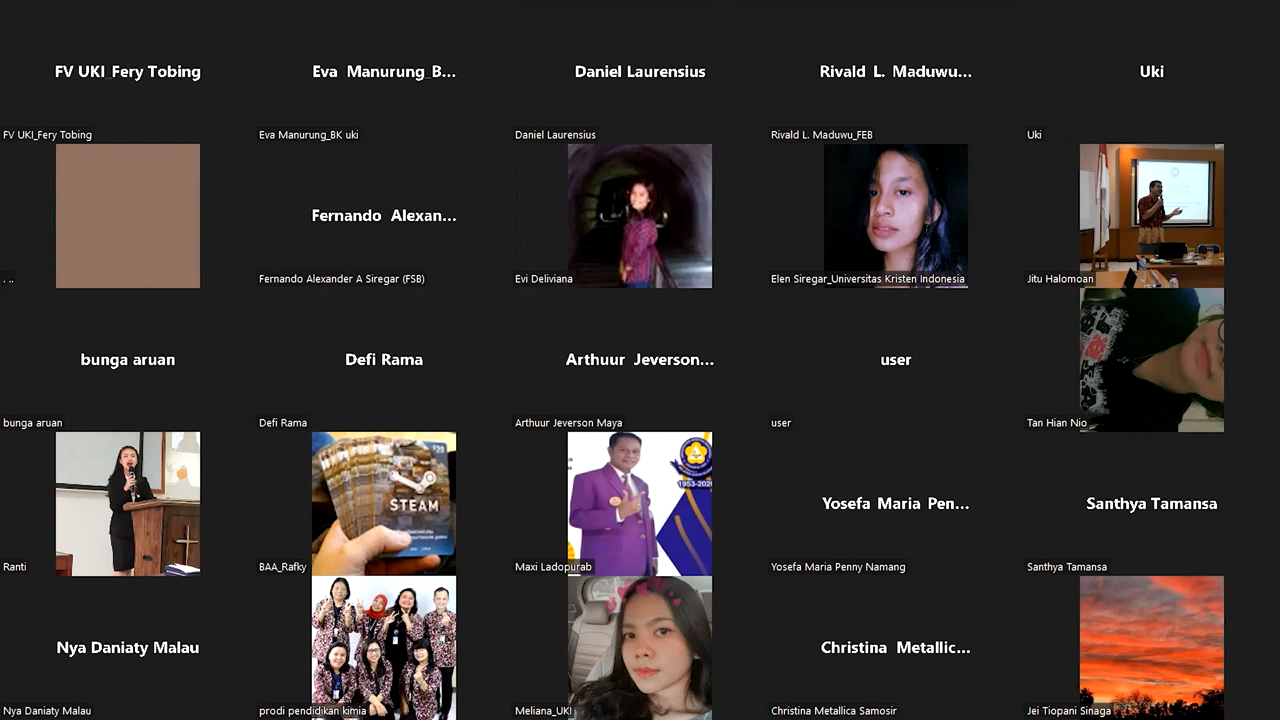 FV UKI_Fery Tobing
Eva Manurung_B...
Daniel Laurensius
Rivald L. Maduwu...
Uki
FV UKI_Fery Tobing
Eva Manurung_BK uki
Daniel Laurensius
Rivald L. Maduwu_FEB
Uki
Fernando Alexan...
. ..
Fernando Alexander A Siregar (FSB)
Evi Deliviana
Elen Siregar_Universitas Kristen Indonesia
Jitu Halomoan
bunga aruan
Defi Rama
Arthuur Jeverson...
user
bunga aruan
Defi Rama
Arthuur Jeverson Maya
user
Tan Hian Nio
$20
STEAM
1953-202
Yosefa Maria Pen...
Santhya Tamansa
Ranti
BAA_Rafky
Maxi Ladopurab
Yosefa Maria Penny Namang
Santhya Tamansa
Nya Daniaty Malau
Christina Metallic...
Nya Daniaty Malau
prodi pendidikan kimia
Meliana_UKI
Christina Metallica Samosir
Jei Tiopani Sinaga